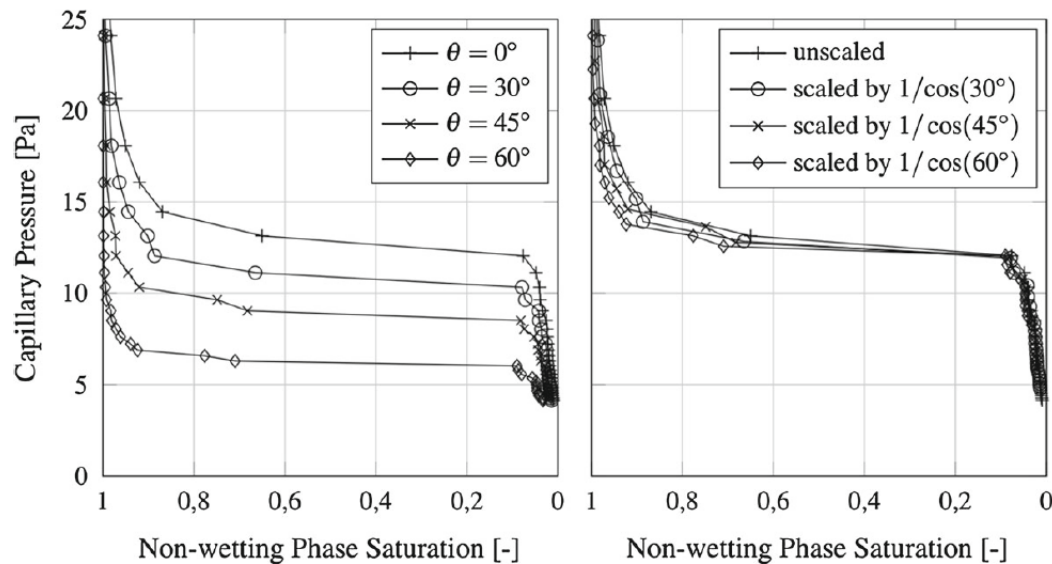 Capillary Pressure [Pa]
25
20
15
10
5
0
θ = 0°
θ = 30°
θ = 45°
θ = 60°
1
0,8
0,6
0,4
0,2
0
Non-wetting Phase Saturation [-]
unscaled
scaled by 1/cos(30°)
scaled by 1/cos(45°)
scaled by 1/cos(60°)
1
0,8
0,6
0,4
0,2
0
Non-wetting Phase Saturation [-]